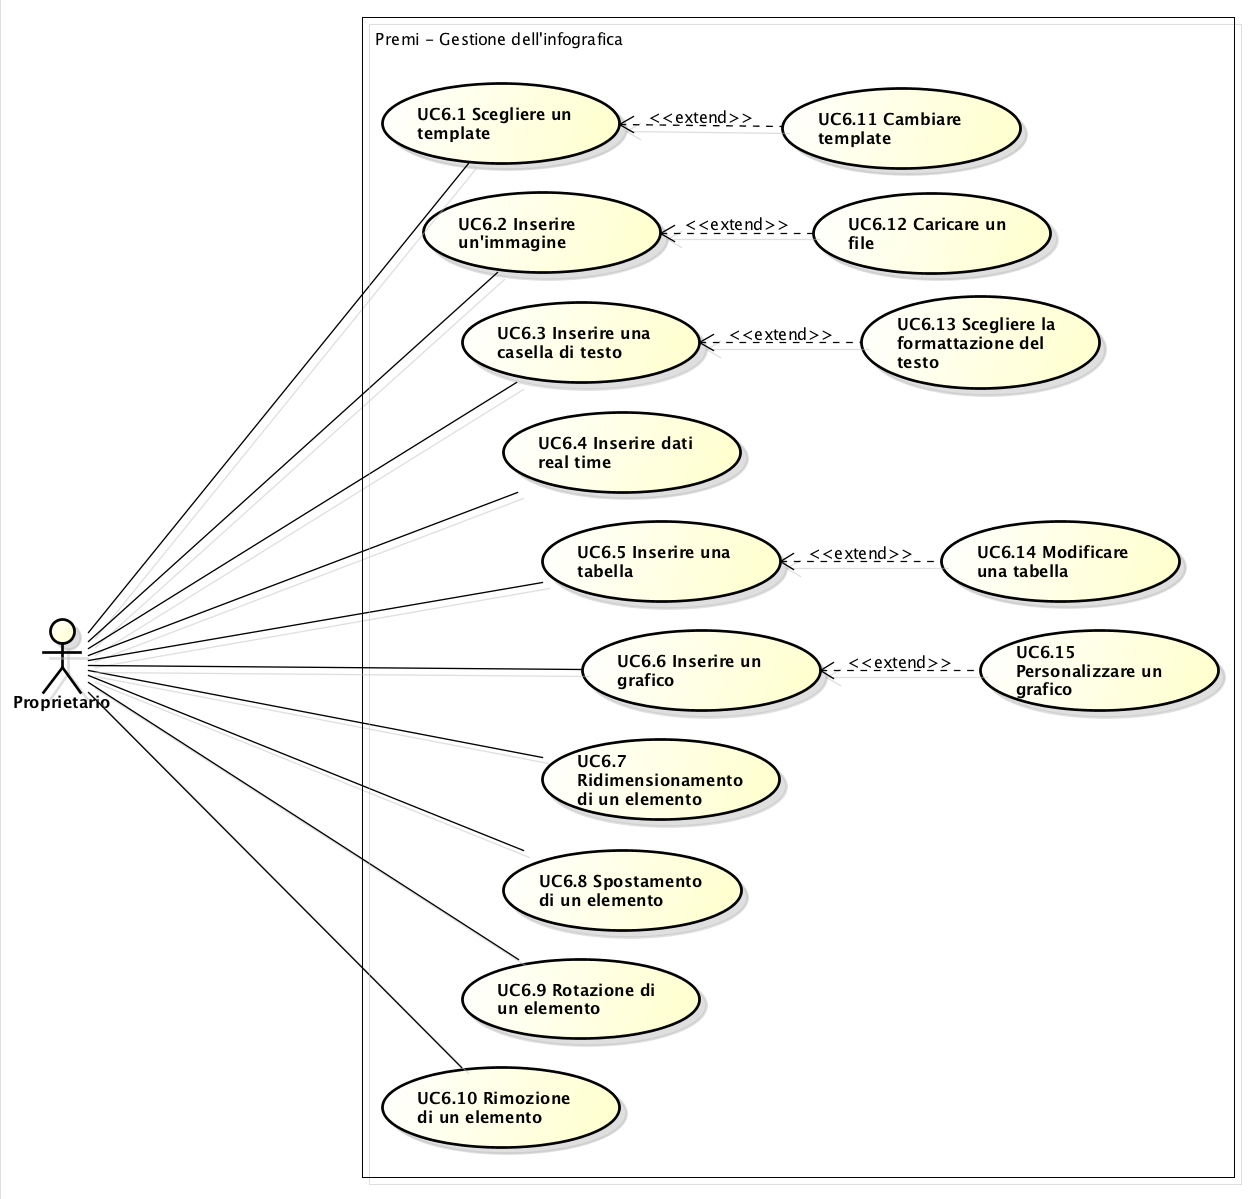 Premi - Gestione dell'infografica
UC6.1 Scegliere un
template
<<extend>>
UC6.11 Cambiare
template
UC6.2 Inserire
un'immagine
<<extend>>
UC6.12 Caricare un
file
UC6.3 Inserire una
casella di testo
<<extend>>
UC6.13 Scegliere la
formattazione del
testo
UC6.4 Inserire dati
real time
UC6.5 Inserire una
tabella
<<extend>>
UC6.14 Modificare
una tabella
UC6.6 Inserire un
grafico
<<extend>>
UC6.15
Personalizzare un
grafico
Proprietario
UC6.7
Ridimensionamento
di un elemento
UC6.8 Spostamento
di un elemento
UC6.9 Rotazione di
un elemento
UC6.10 Rimozione
di un elemento